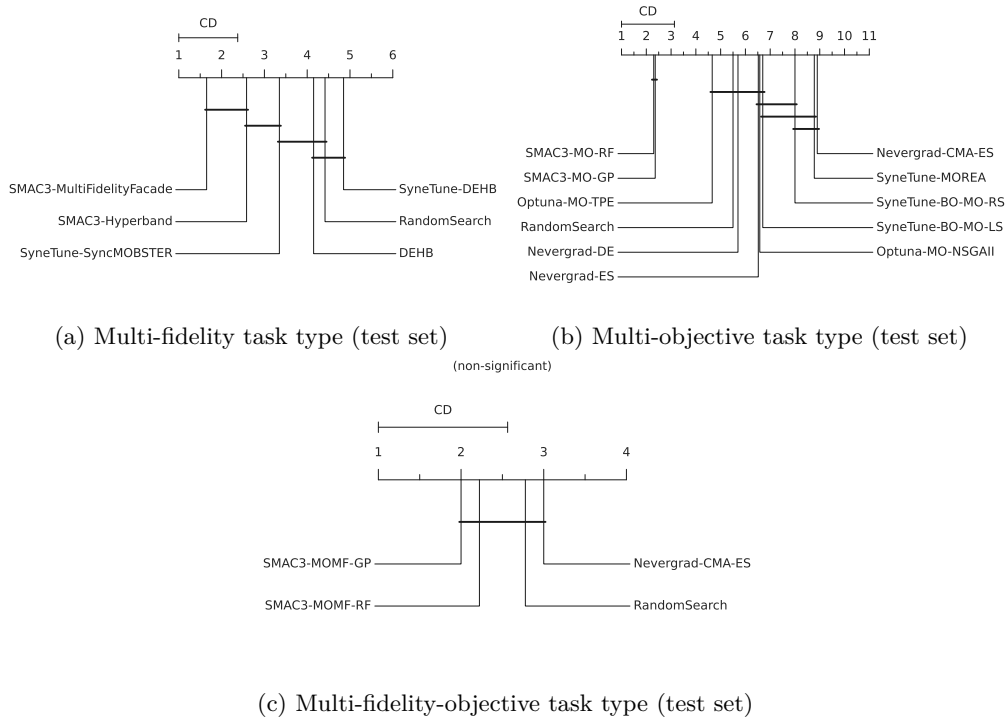 CD
1 2 3 4 5 6
SMAC3-MultiFidelityFacade SyneTune-DEHB
SMAC3-Hyperband RandomSearch
SyneTune-SyncMOBSTER DEHB
(a) Multi-fidelity task type (test set)
CD
1 2 3 4 5 6 7 8 9 10 11
SMAC3-MO-RF Nevergrad-CMA-ES
SMAC3-MO-GP SyneTune-MOREA
Optuna-MO-TPE SyneTune-BO-MO-RS
RandomSearch SyneTune-BO-MO-LS
Nevergrad-DE Optuna-MO-NSGAII
Nevergrad-ES
(b) Multi-objective task type (test set)
(non-significant)
CD
1 2 3 4
SMAC3-MOMF-GP Nevergrad-CMA-ES
SMAC3-MOMF-RF RandomSearch
(c) Multi-fidelity-objective task type (test set)